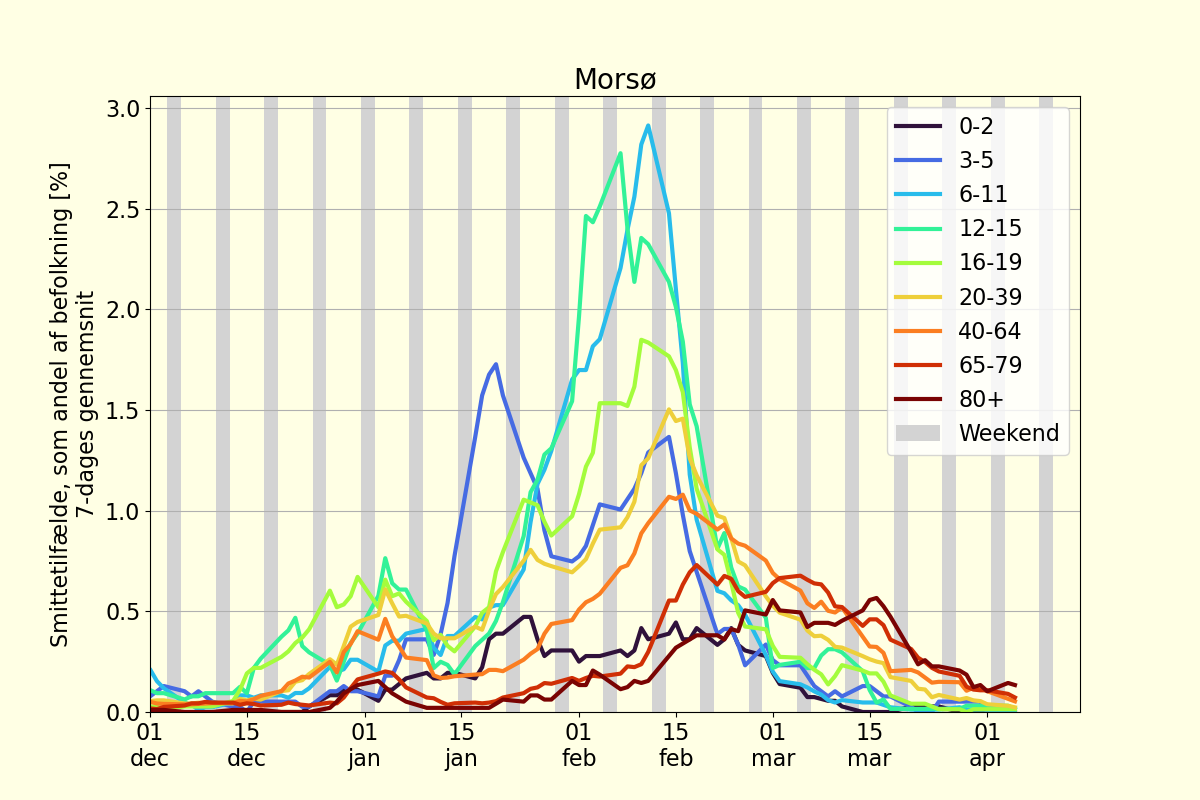 Morsø
Smittetilfælde, som andel af befolkning [%]
7-dages gennemsnit
3.0
2.5
2.0
1.5
1.0
0.5
0.0
01 dec
15 dec
01 jan
15 jan
01 feb
15 feb
01 mar
15 mar
01 apr
0-2
3-5
6-11
12-15
16-19
20-39
40-64
65-79
80+
Weekend